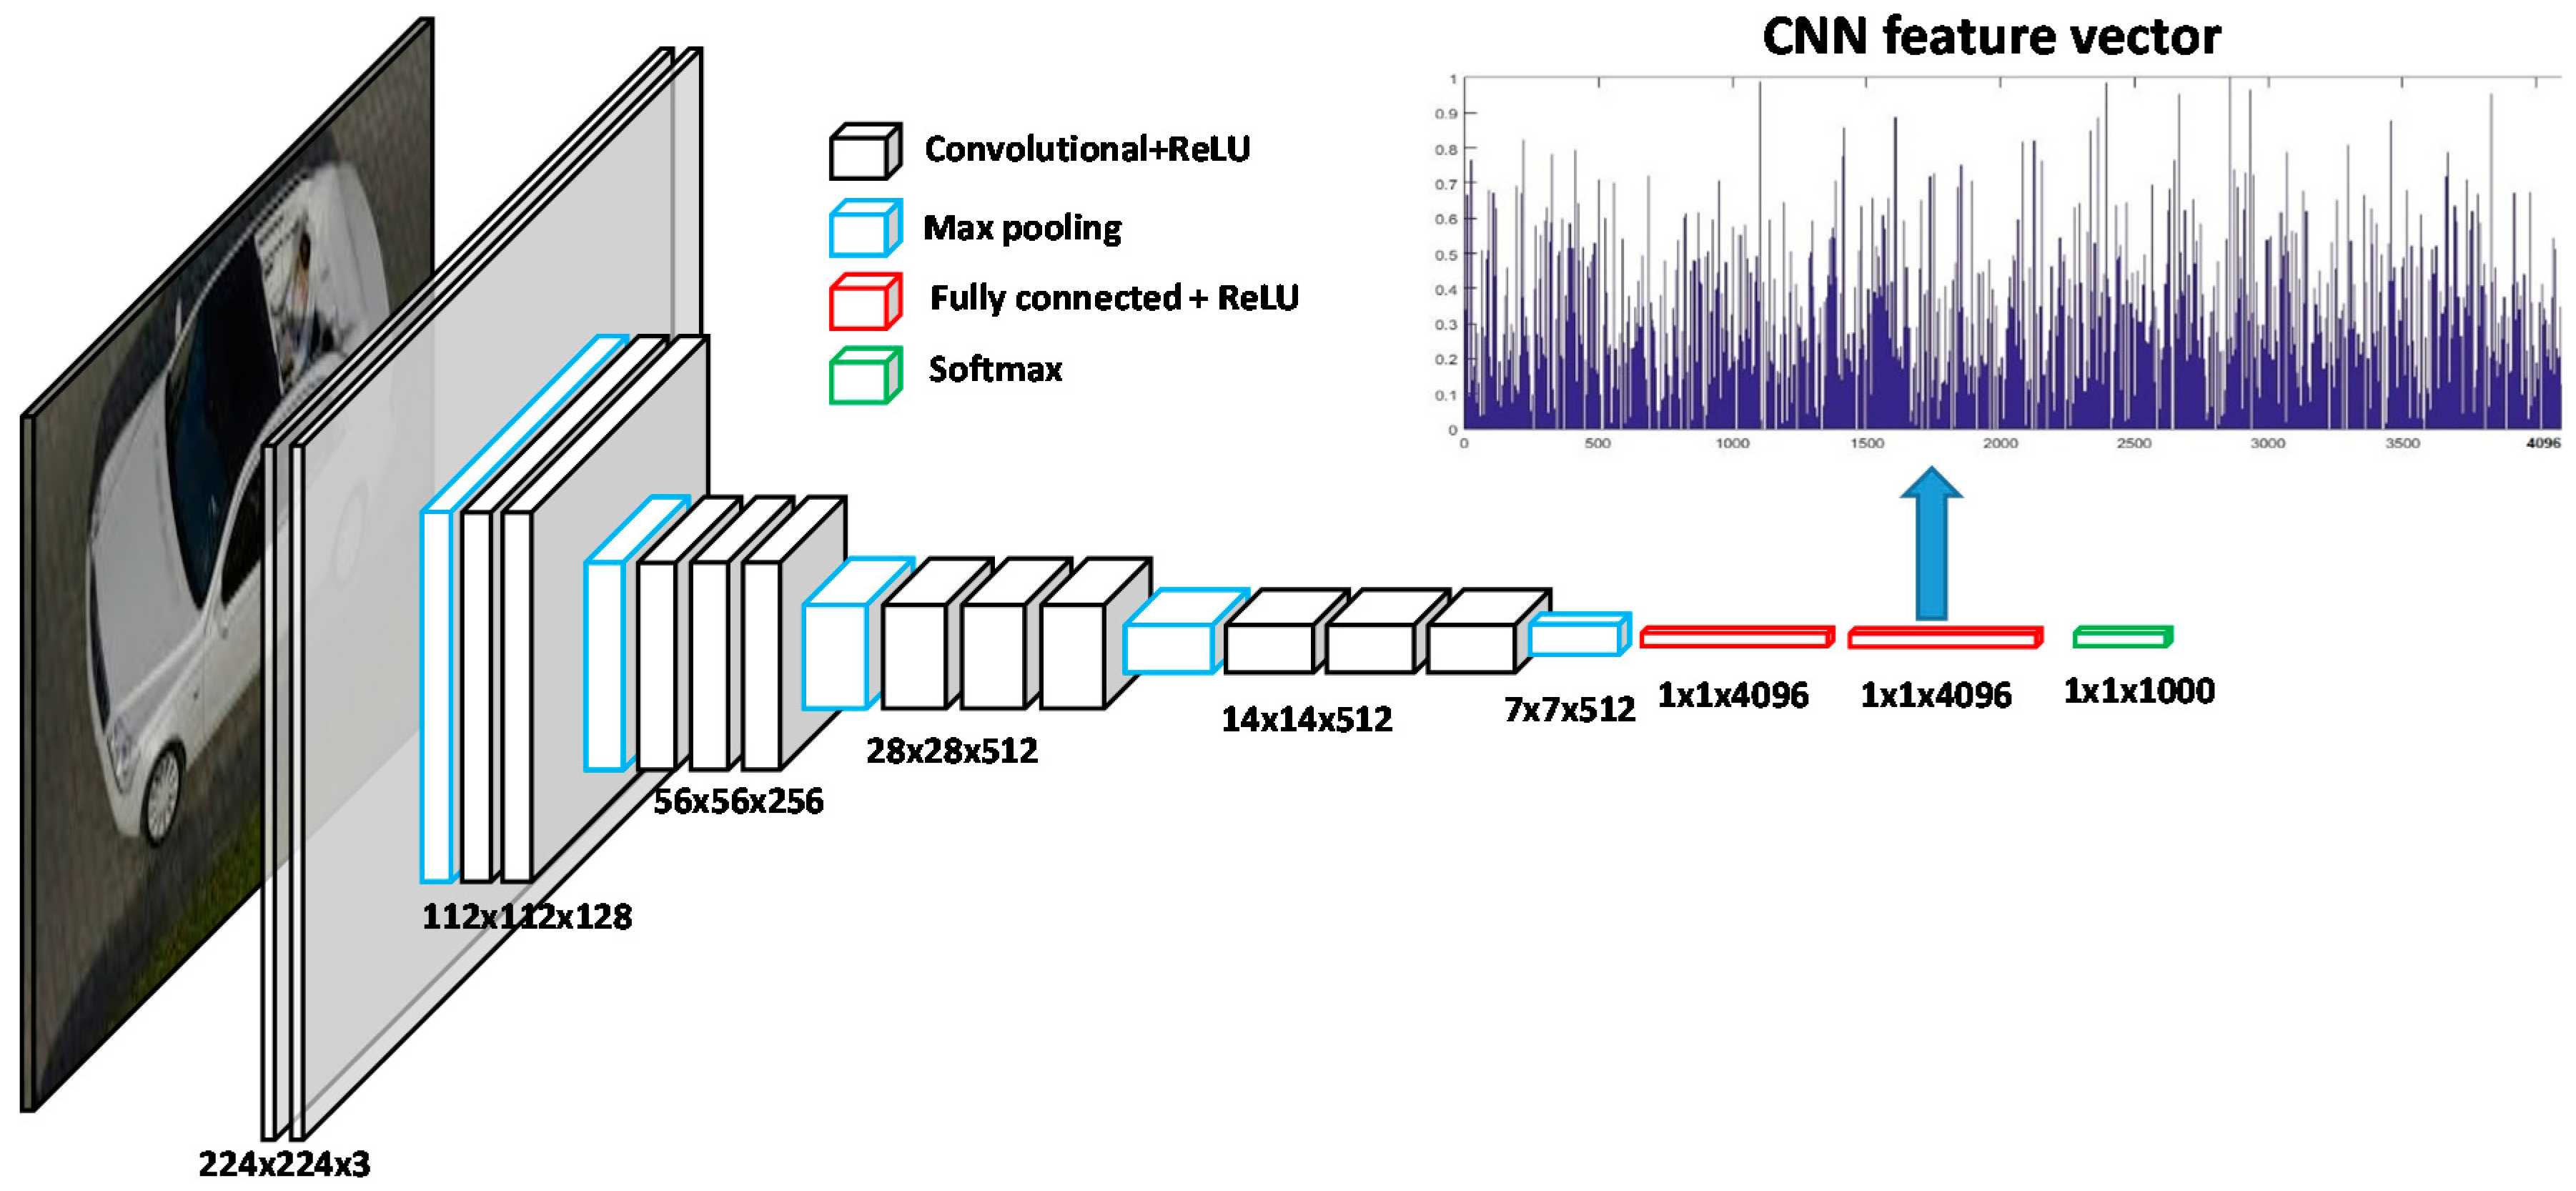 CNN feature vector
Convolutional+ReLU
Max pooling
Fully connected + ReLU
Softmax
1
0.9
0.8
0.7
0.6
0.5
0.4
0.3
0.2
0.1
0
0 500 1000 1500 2000 2500 3000 3500 4096
224x224x3
112x112x128
56x56x256
28x28x512
14x14x512
7x7x512
1x1x4096
1x1x4096
1x1x1000